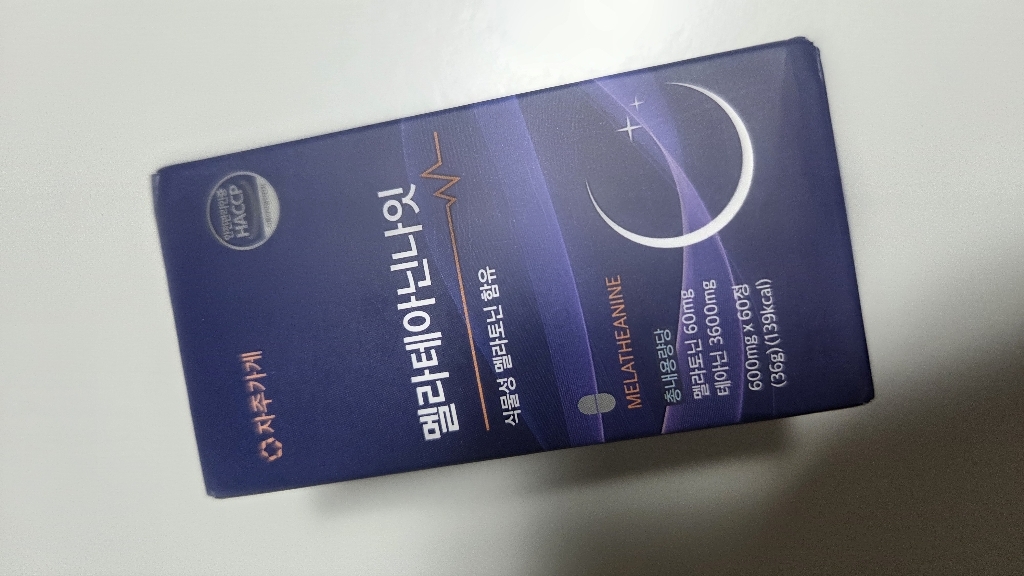 자주가게
HACCP
멜라테아닌나잇
식물성 멜라토닌 함유
MELATHEANINE
총내용량당
멜라토닌 60mg
테아닌 3600mg
600mg x 60정
(36g)(139kcal)